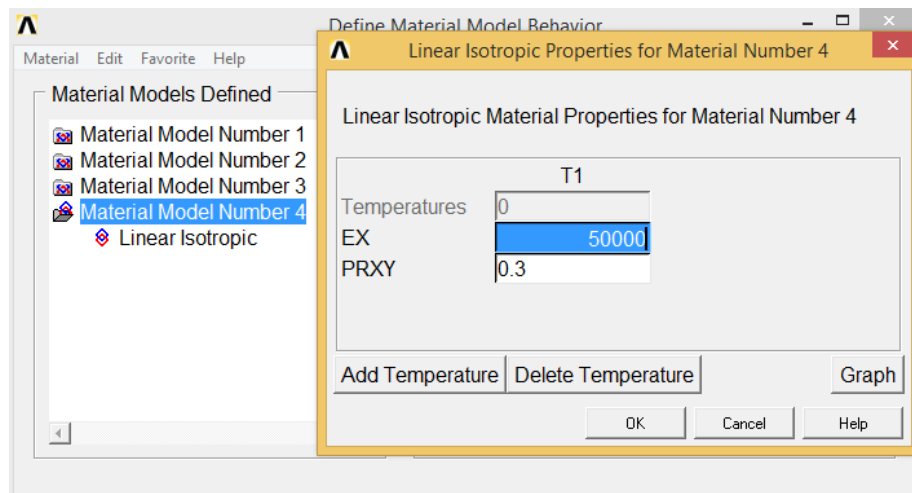 Define Material Model Behavior
Material Edit Favorite Help
Linear Isotropic Properties for Material Number 4
Material Models Defined
Material Model Number 1
Material Model Number 2
Material Model Number 3
Material Model Number 4
Linear Isotropic
Linear Isotropic Material Properties for Material Number 4
T1
Temperatures 0
EX 50000
PRXY 0.3
Add Temperature Delete Temperature Graph
OK Cancel Help